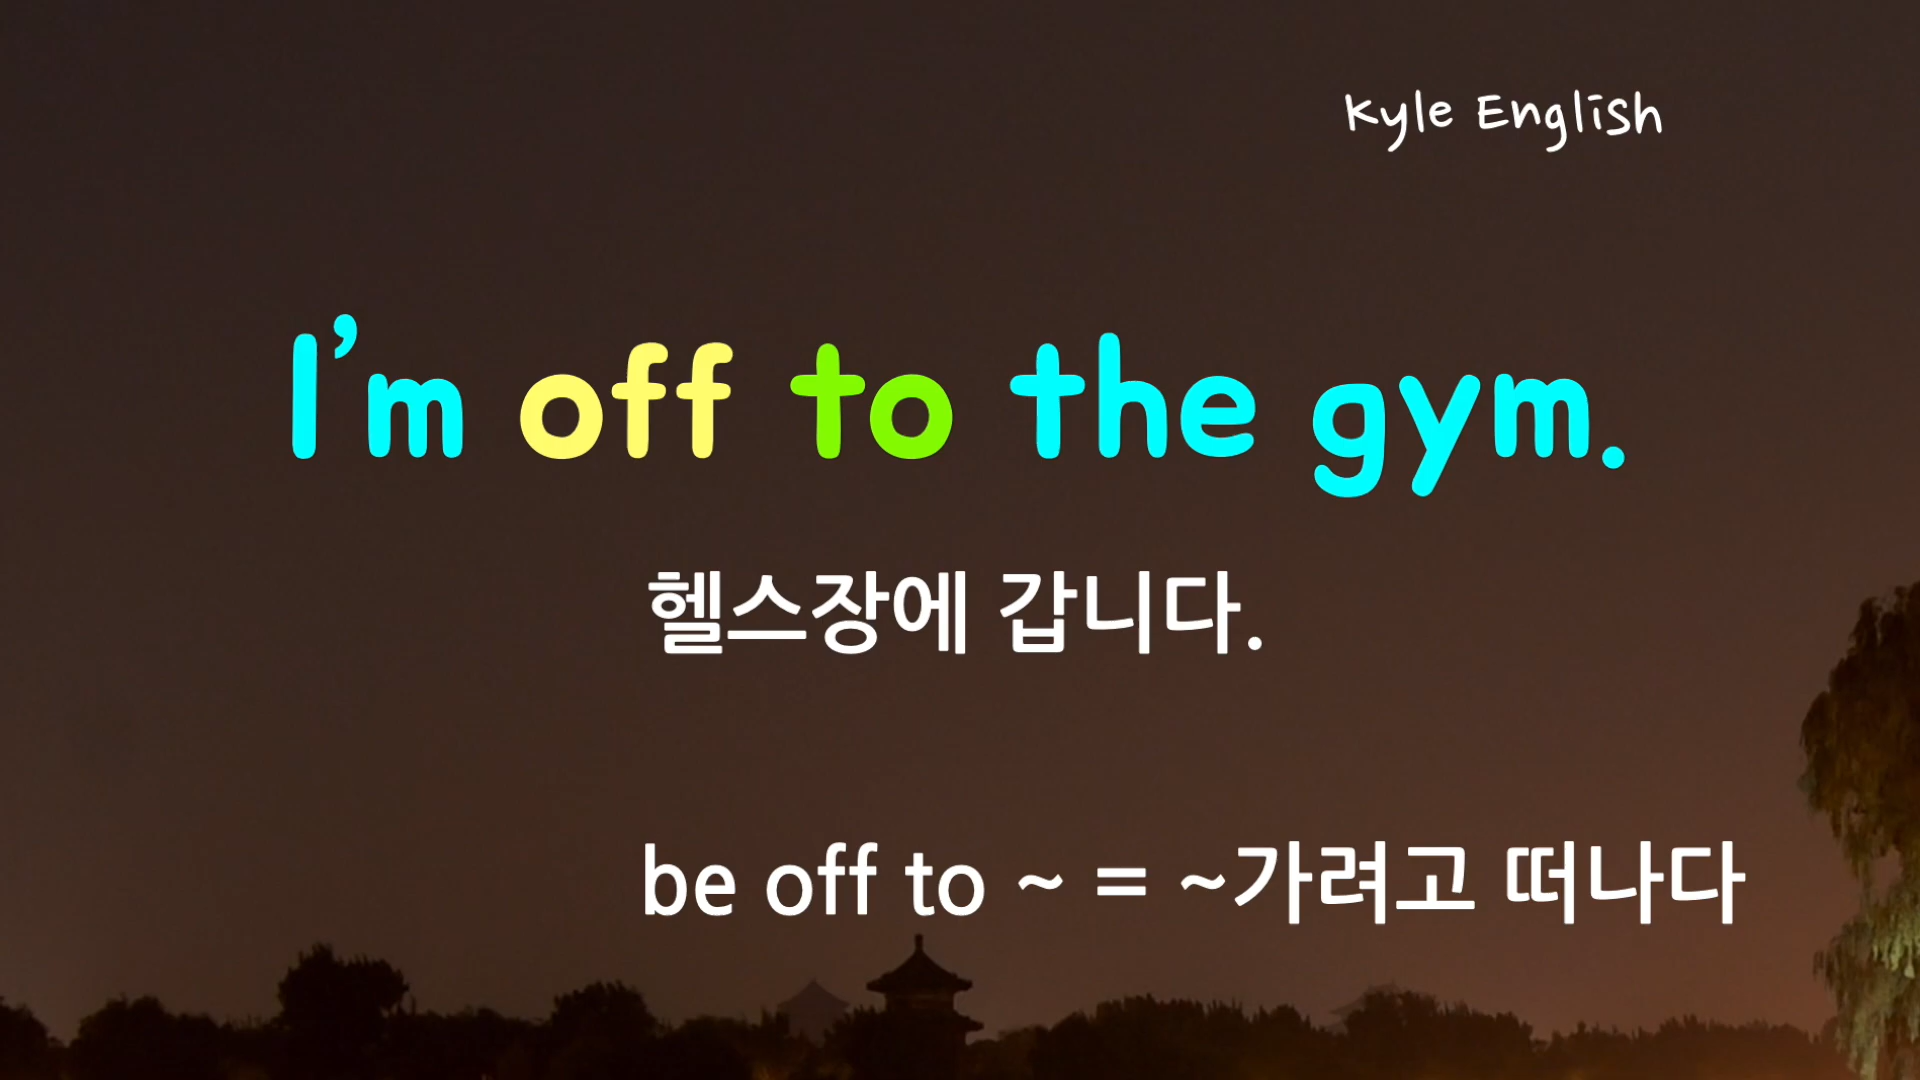 Kyle English
I'm off to the gym.
헬스장에 갑니다.
be off to ~ = ~가려고 떠나다